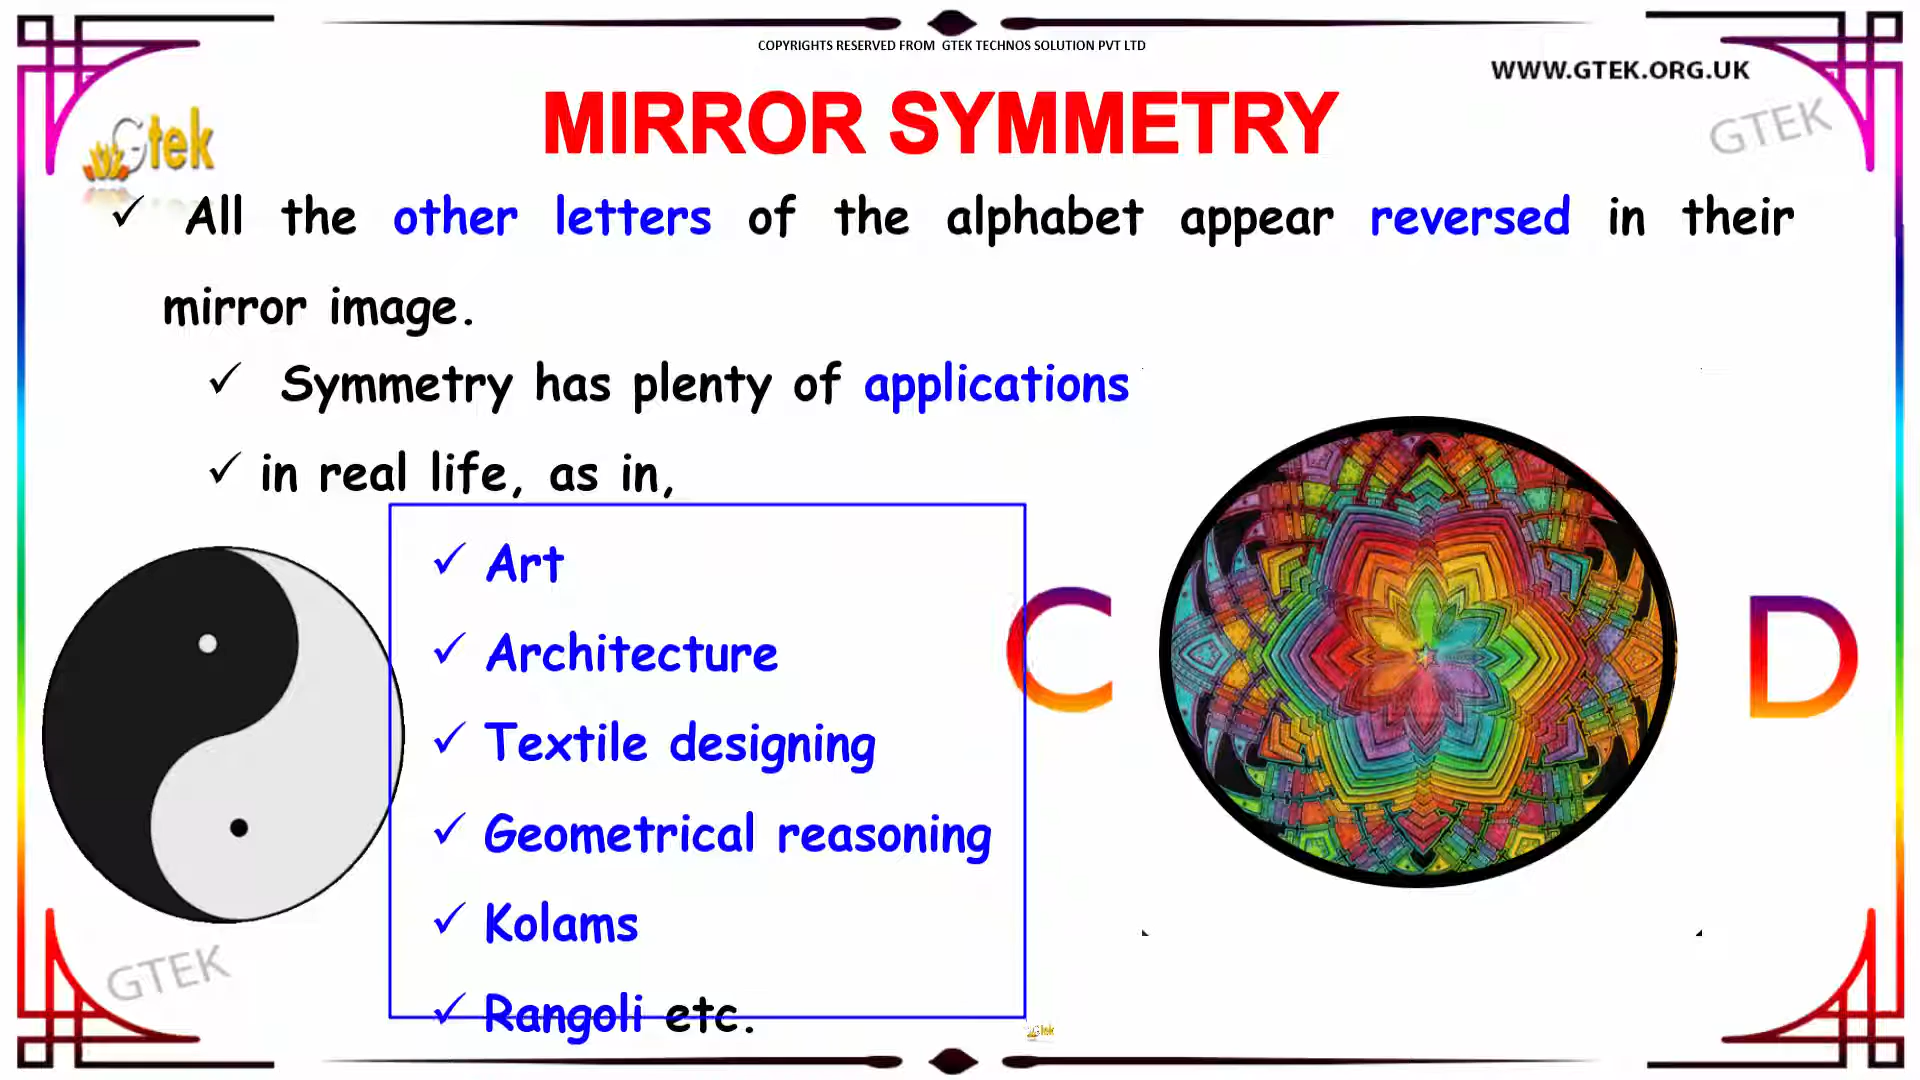 COPYRIGHTS RESERVED FROM GTEK TECHNOS SOLUTION PVT LTD
WWW.GTEK.ORG.UK
Gtek
MIRROR SYMMETRY
GTEK
✓ All the other letters of the alphabet appear reversed in their
mirror image.
✓ Symmetry has plenty of applications
✓ in real life, as in,
✓ Art
✓ Architecture
✓ Textile designing
✓ Geometrical reasoning
✓ Kolams
✓ Rangoli etc.
C
D
GTEK
Gtek